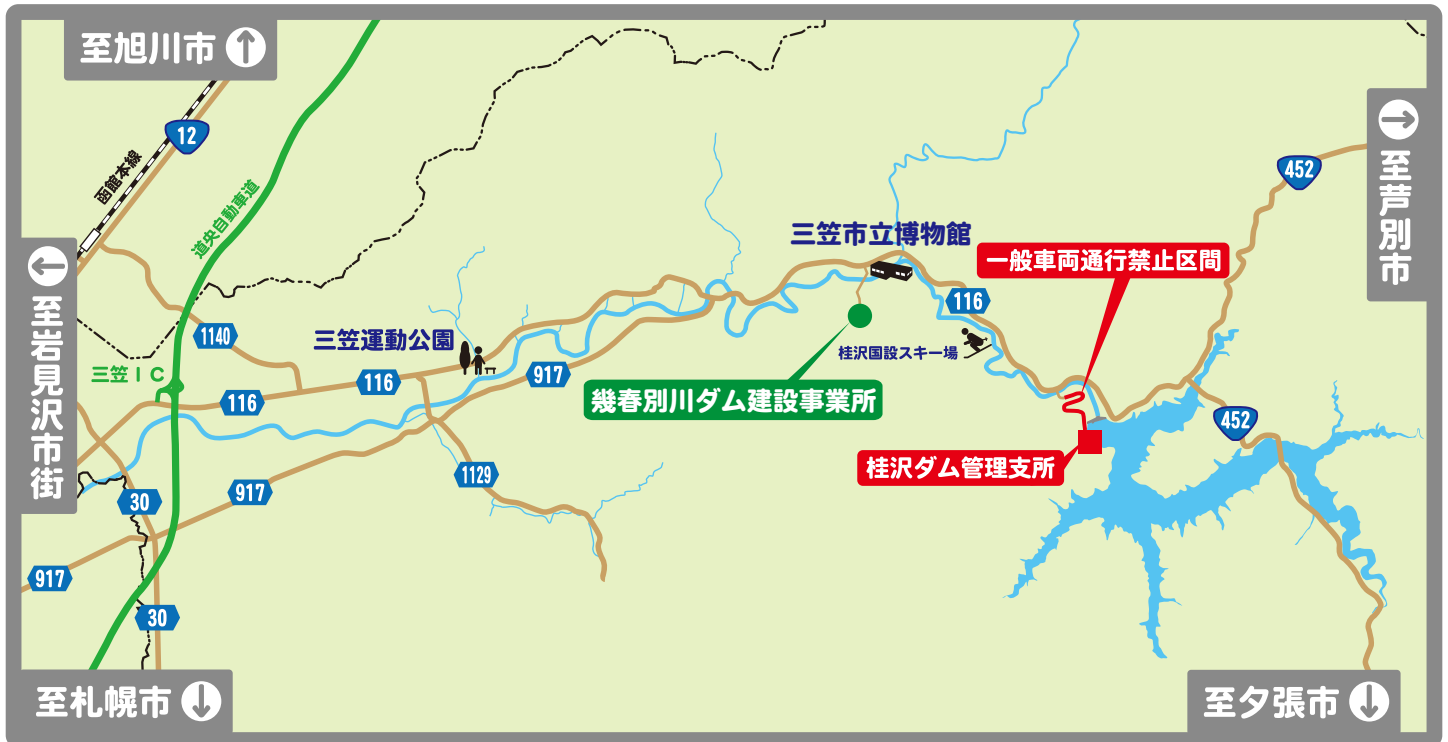 至旭川市
12
函館本線
道央自動車道
452
至芦別市
三笠市立博物館
一般車両通行禁止区間
至岩見沢市街
116
1140
三笠運動公園
桂沢国設スキー場
三笠IC
116
116
917
幾春別川ダム建設事業所
452
桂沢ダム管理支所
1129
30
917
917
30
至札幌市
至夕張市